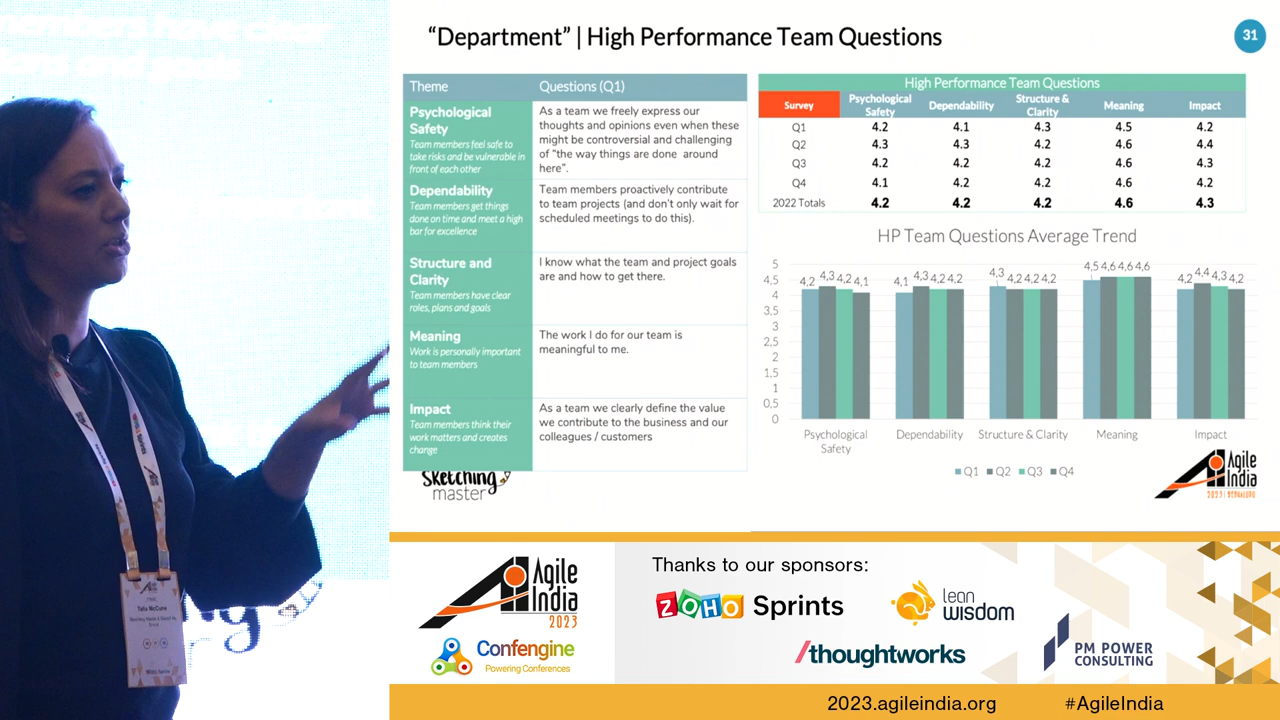 members have clear
"Department" | High Performance Team Questions
31
Theme
Questions (Q1)
Psychological
Safety
Team members feel safe to
take risks and be vulnerable in
front of each other
As a team we freely express our
thoughts and opinions even when these
might be controversial and challenging
of "the way things are done around
here".
Dependability
Team members get things
done on time and meet a high
bar for excellence
Team members proactively contribute
to team projects (and don't only wait for
scheduled meetings to do this).
Structure and
Clarity
Team members have clear
roles, plans and goals
I know what the team and project goals
are and how to get there.
Meaning
Work is personally important
to team members
The work I do for our team is
meaningful to me.
Impact
Team members think their
work matters and creates
change
As a team we clearly define the value
we contribute to the business and our
colleagues / customers
High Performance Team Questions
Survey Psychological Safety Dependability Structure & Clarity Meaning Impact
Q1 4.2 4.1 4.3 4.5 4.2
Q2 4.3 4.3 4.2 4.6 4.4
Q3 4.2 4.2 4.2 4.6 4.3
Q4 4.1 4.2 4.2 4.6 4.2
2022 Totals 4.2 4.2 4.2 4.6 4.3
HP Team Questions Average Trend
5
4,5
4
3,5
3
2,5
2
1,5
1
0,5
0
4,2 4,3 4,2 4,1
4,1 4,3 4,2 4,2
4,3 4,2 4,2 4,2
4,5 4,6 4,6 4,6
4,2 4,4 4,3 4,2
Psychological
Safety
Dependability
Structure & Clarity
Meaning
Impact
Q1 Q2 Q3 Q4
Sketching
master
Agile
India
2023 | BENGALURU
Talia McCune
Agile
India
2023
Confengine
Powering Conferences
Thanks to our sponsors:
ZOHO Sprints
lean
wisdom
/thoughtworks
PM POWER
CONSULTING
2023.agileindia.org
#AgileIndia